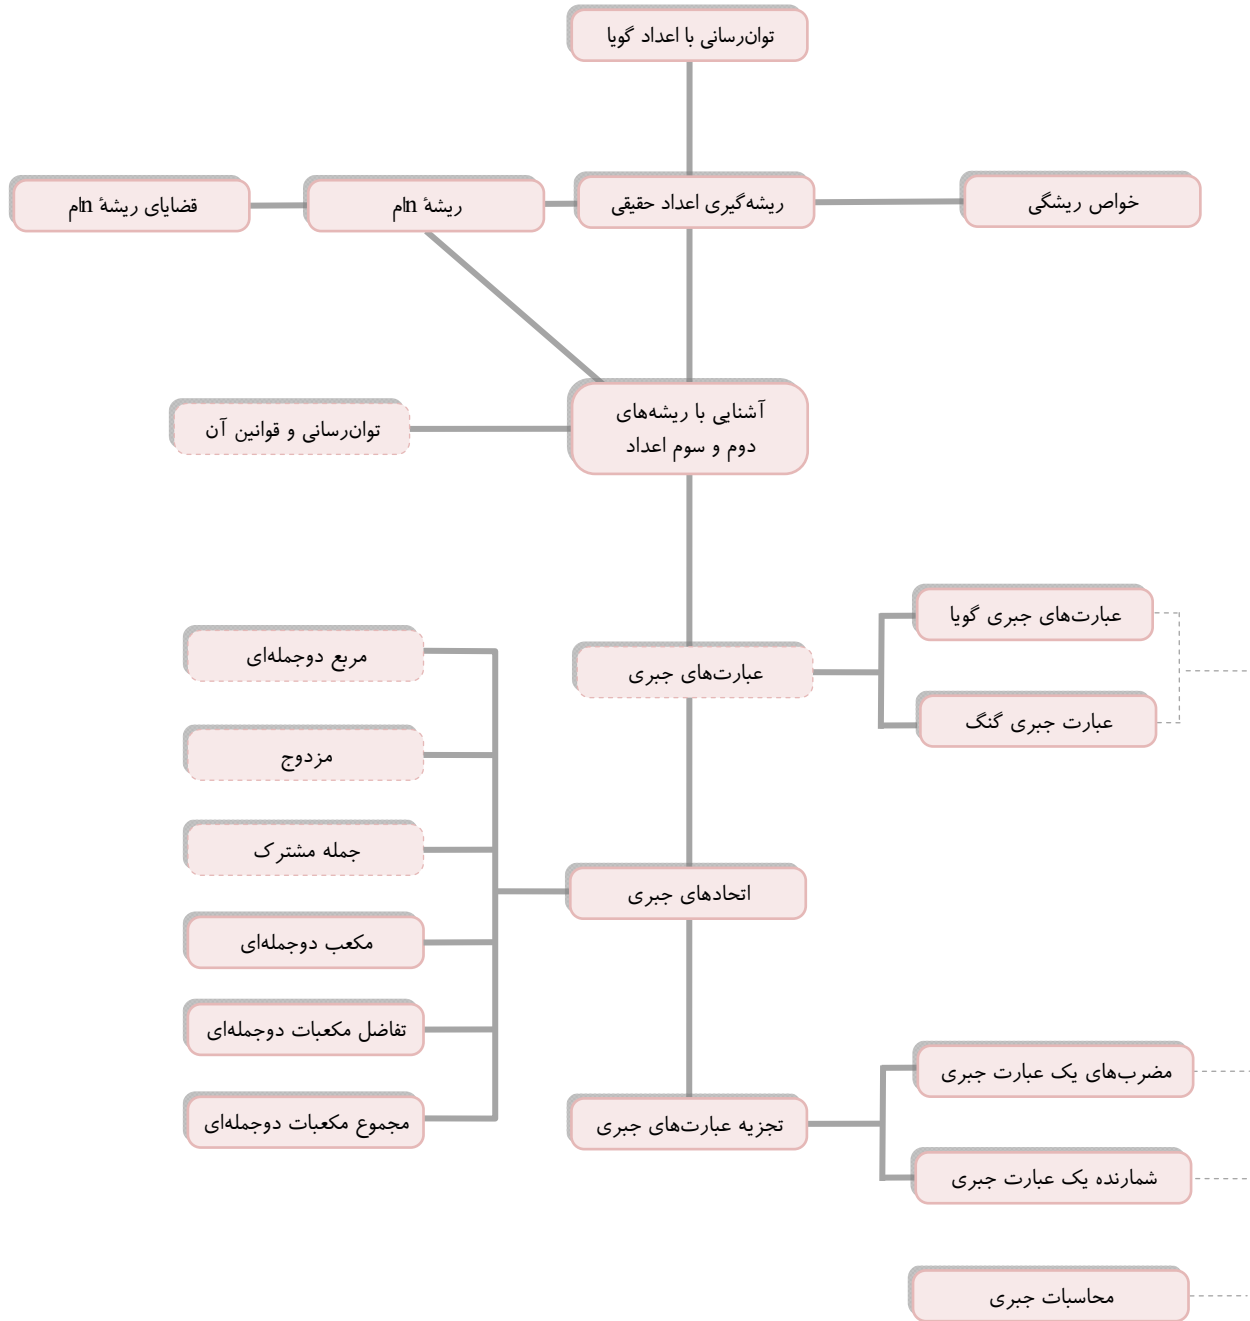 توان‌رسانی با اعداد گویا
خواص ریشگی
ریشه‌گیری اعداد حقیقی
ریشهٔ nام
قضایای ریشهٔ nام
آشنایی با ریشه‌های
دوم و سوم اعداد
توان‌رسانی و قوانین آن
عبارت‌های جبری گویا
عبارت‌های جبری
مربع دوجمله‌ای
عبارت جبری گنگ
مزدوج
جمله مشترک
اتحادهای جبری
مکعب دوجمله‌ای
تفاضل مکعبات دوجمله‌ای
مضرب‌های یک عبارت جبری
تجزیه عبارت‌های جبری
مجموع مکعبات دوجمله‌ای
شمارنده یک عبارت جبری
محاسبات جبری